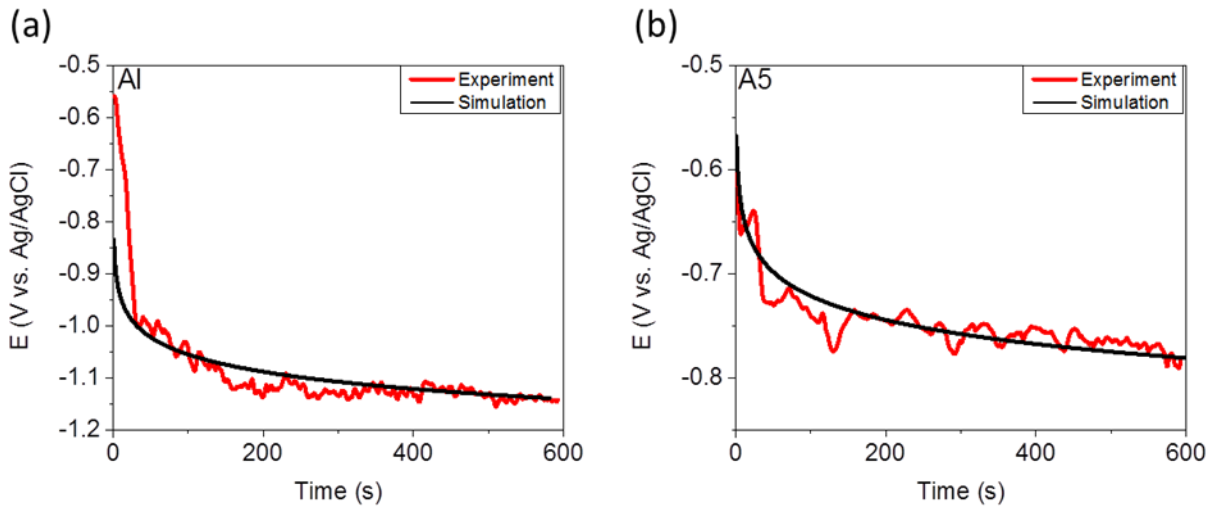 (a)
Al
Experiment
Simulation
-0.5
-0.6
-0.7
-0.8
-0.9
-1.0
-1.1
-1.2
E (V vs. Ag/AgCl)
0
200
400
600
Time (s)
(b)
A5
Experiment
Simulation
-0.5
-0.6
-0.7
-0.8
E (V vs. Ag/AgCl)
0
200
400
600
Time (s)